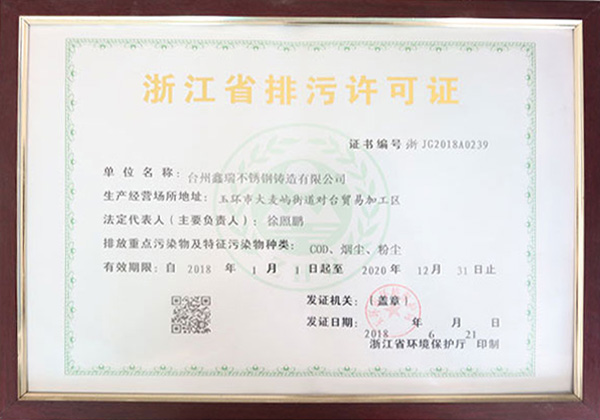 浙江省排污许可证
证书编号 浙 JG2018A0239
单位名称： 台州鑫瑞不锈钢铸造有限公司
生产经营场所地址： 玉环市大麦屿街道对台贸易加工区
法定代表人（主要负责人）： 徐照鹏
排放重点污染物及特征污染物种类： COD、烟尘、粉尘
有效期限：自 2018 年 1 月 1 日起至 2020 年 12 月 31 日止
发证机关：（盖章）
发证日期： 年 月 日
2018 6 21
浙江省环境保护厅 印制